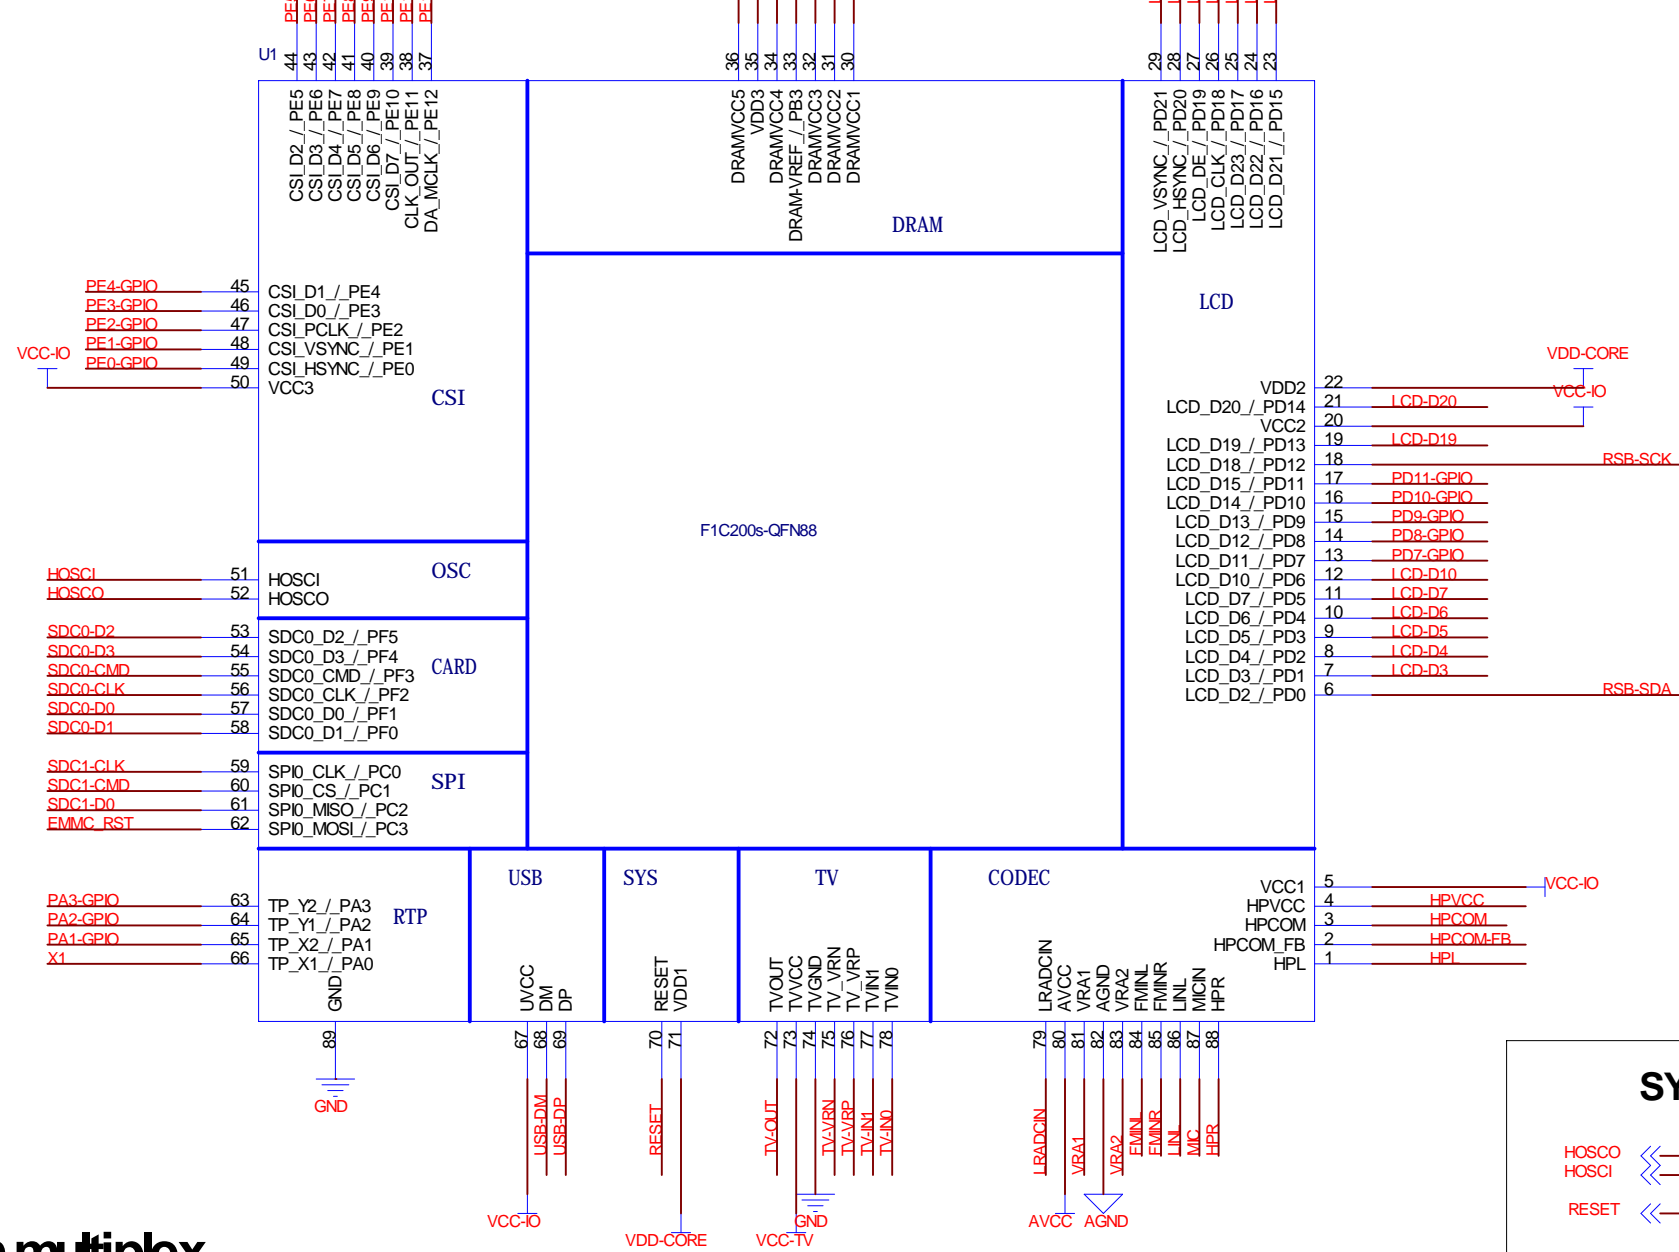 U1
44
43
42
41
40
39
38
37
36
35
34
33
32
31
30
29
28
27
26
25
24
23
CSI_D2_/_PE5
CSI_D3_/_PE6
CSI_D4_/_PE7
CSI_D5_/_PE8
CSI_D6_/_PE9
CSI_D7_/_PE10
CLK_OUT_/_PE11
DA_MCLK_/_PE12
DRAMVCC5
VDD3
DRAMVCC4
DRAM-VREF_/_PB3
DRAMVCC3
DRAMVCC2
DRAMVCC1
LCD_VSYNC_/_PD21
LCD_HSYNC_/_PD20
LCD_DE_/_PD19
LCD_CLK_/_PD18
LCD_D23_/_PD17
LCD_D22_/_PD16
LCD_D21_/_PD15
DRAM
LCD
PE4-GPIO 45 CSI_D1_/_PE4
PE3-GPIO 46 CSI_D0_/_PE3
PE2-GPIO 47 CSI_PCLK_/_PE2
PE1-GPIO 48 CSI_VSYNC_/_PE1
VCC-IO
PE0-GPIO 49 CSI_HSYNC_/_PE0
50 VCC3
CSI
VDD-CORE
VDD2 22
VCC-IO
LCD_D20_/_PD14 21 LCD-D20
VCC2 20
LCD_D19_/_PD13 19 LCD-D19
LCD_D18_/_PD12 18 RSB-SCK
LCD_D15_/_PD11 17 PD11-GPIO
LCD_D14_/_PD10 16 PD10-GPIO
LCD_D13_/_PD9 15 PD9-GPIO
LCD_D12_/_PD8 14 PD8-GPIO
LCD_D11_/_PD7 13 PD7-GPIO
LCD_D10_/_PD6 12 LCD-D10
LCD_D7_/_PD5 11 LCD-D7
LCD_D6_/_PD4 10 LCD-D6
LCD_D5_/_PD3 9 LCD-D5
LCD_D4_/_PD2 8 LCD-D4
LCD_D3_/_PD1 7 LCD-D3
LCD_D2_/_PD0 6 RSB-SDA
F1C200s-QFN88
OSC
HOSCI 51 HOSCI
HOSCO 52 HOSCO
SDC0-D2 53 SDC0_D2_/_PF5
SDC0-D3 54 SDC0_D3_/_PF4
CARD
SDC0-CMD 55 SDC0_CMD_/_PF3
SDC0-CLK 56 SDC0_CLK_/_PF2
SDC0-D0 57 SDC0_D0_/_PF1
SDC0-D1 58 SDC0_D1_/_PF0
SDC1-CLK 59 SPI0_CLK_/_PC0
SPI
SDC1-CMD 60 SPI0_CS_/_PC1
SDC1-D0 61 SPI0_MISO_/_PC2
EMMC_RST 62 SPI0_MOSI_/_PC3
USB
SYS
TV
CODEC
PA3-GPIO 63 TP_Y2_/_PA3
RTP
PA2-GPIO 64 TP_Y1_/_PA2
PA1-GPIO 65 TP_X2_/_PA1
X1 66 TP_X1_/_PA0
VCC1 5 VCC-IO
HPVCC 4 HPVCC
HPCOM 3 HPCOM
HPCOM_FB 2 HPCOM-FB
HPL 1 HPL
GND
UVCC
DM
DP
RESET
VDD1
TVOUT
TVVCC
TVGND
TV_VRN
TV_VRP
TVIN1
TVIN0
LRADCIN
AVCC
VRA1
AGND
VRA2
FMINL
FMINR
LINL
MICIN
HPR
89
67
68
69
70
71
72
73
74
75
76
77
78
79
80
81
82
83
84
85
86
87
88
GND
USB-DM
USB-DP
RESET
TV-OUT
TV-VRN
TV-VRP
TV-IN1
TV-IN0
LRADCIN
VRA1
VRA2
FMINL
FMINR
LINL
MIC
HPR
VCC-IO
VDD-CORE
VCC-TV
GND
AVCC
AGND
SY
HOSCO
HOSCI
RESET
multiplex